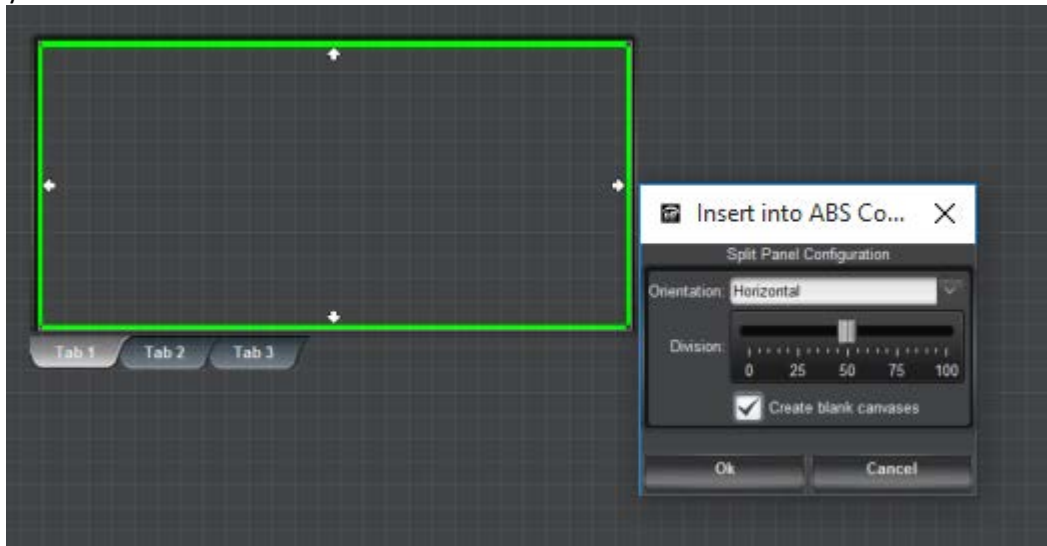 Insert into ABS Co...
Split Panel Configuration
Orientation: Horizontal
Division:
0 25 50 75 100
Create blank canvases
Ok Cancel
Tab 1 Tab 2 Tab 3